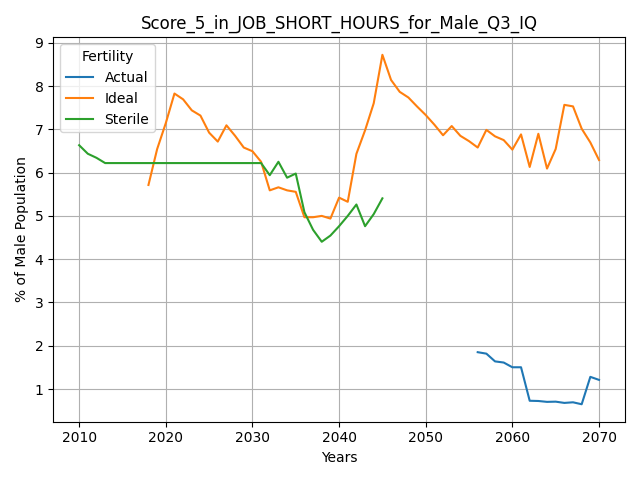 Score_5_in_JOB_SHORT_HOURS_for_Male_Q3_IQ
Fertility
Actual
Ideal
Sterile
% of Male Population
9
8
7
6
5
4
3
2
1
2010 2020 2030 2040 2050 2060 2070
Years